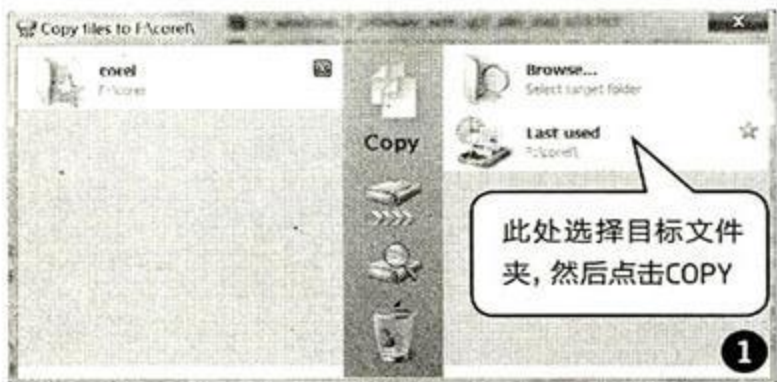 Copy files to F:\corel\
corel
F:\corel
Copy
Browse...
Select target folder
Last used
F:\corel\
此处选择目标文件
夹,然后点击COPY
1